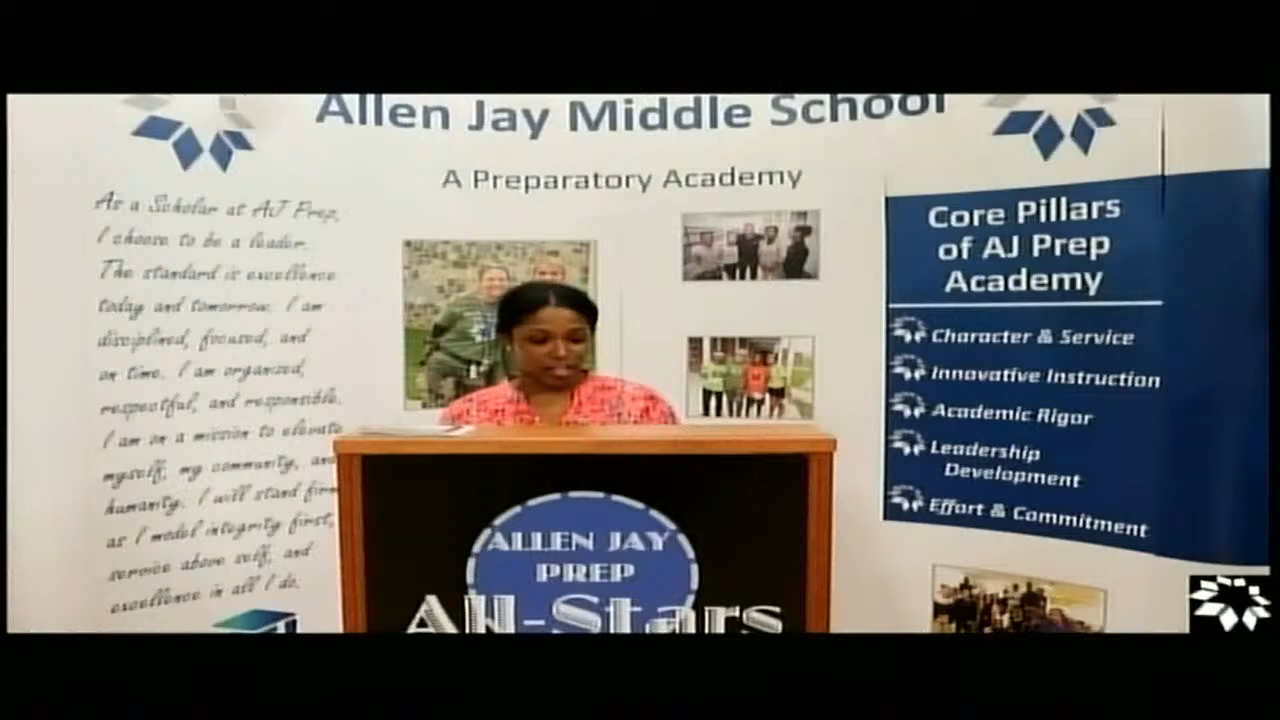 Allen Jay Middle School
A Preparatory Academy
As a Scholar at AJ Prep,
I choose to be a leader.
The standard is excellence
today and tomorrow. I am
disciplined, focused, and
on time. I am organized,
respectful, and responsible.
I am on a mission to elevate
myself, my community, and
humanity. I will stand firm
as I model integrity first,
service above self, and
excellence in all I do.
Core Pillars
of AJ Prep
Academy
Character & Service
Innovative Instruction
Academic Rigor
Leadership
Development
Effort & Commitment
ALLEN JAY
PREP
All-Stars